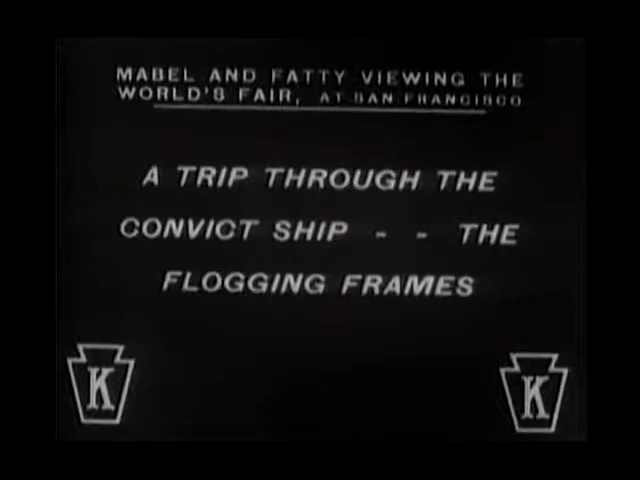 MABEL AND FATTY VIEWING THE
WORLD'S FAIR, AT SAN FRANCISCO
A TRIP THROUGH THE
CONVICT SHIP - - THE
FLOGGING FRAMES
K K